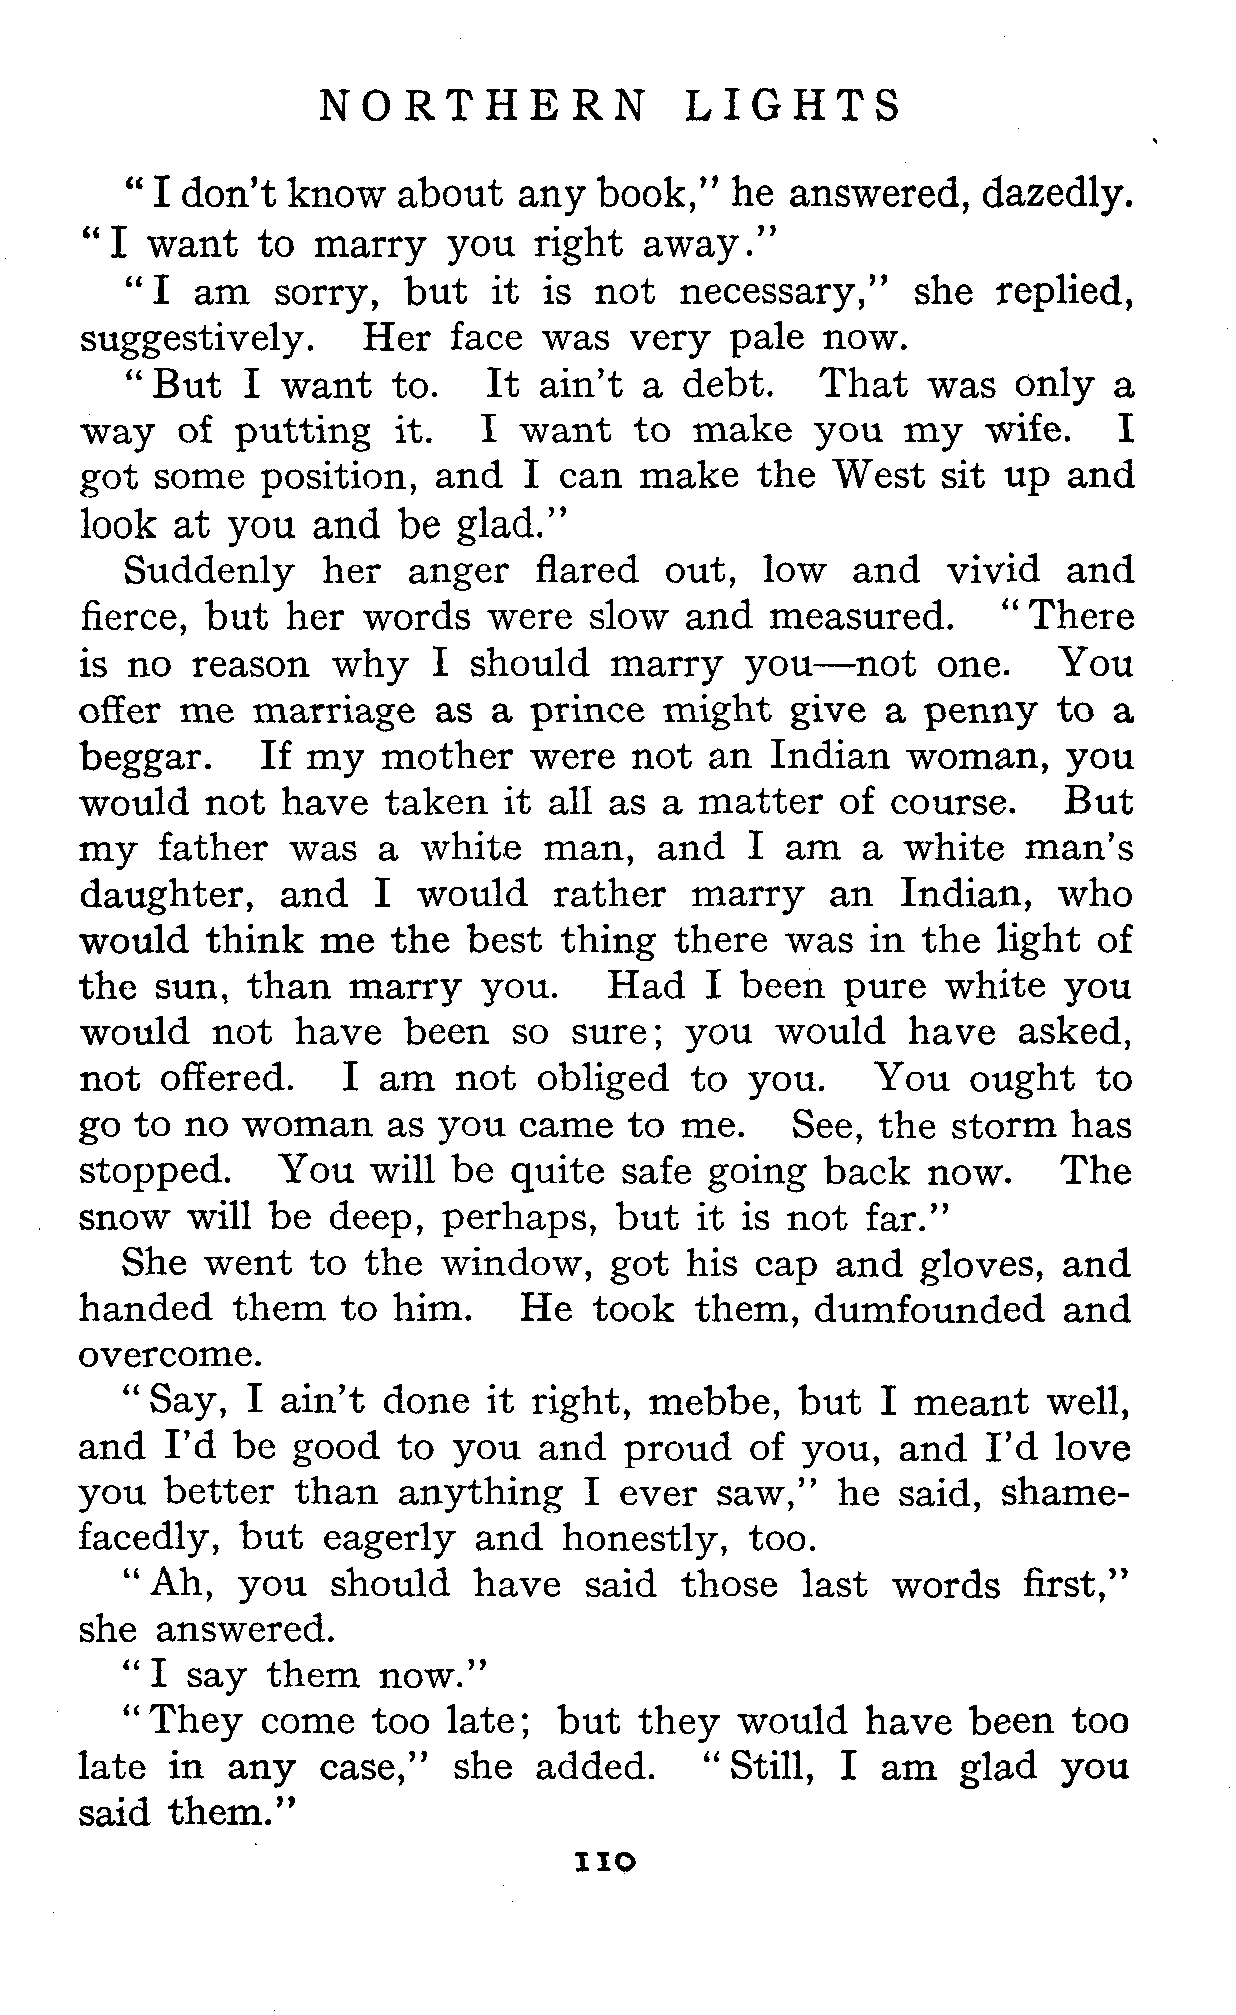 NORTHERN LIGHTS
“I don’t know about any book,” he answered, dazedly.
“I want to marry you right away.”
“I am sorry, but it is not necessary,” she replied,
suggestively. Her face was very pale now.
“But I want to. It ain’t a debt. That was only a
way of putting it. I want to make you my wife. I
got some position, and I can make the West sit up and
look at you and be glad.”
Suddenly her anger flared out, low and vivid and
fierce, but her words were slow and measured. “There
is no reason why I should marry you—not one. You
offer me marriage as a prince might give a penny to a
beggar. If my mother were not an Indian woman, you
would not have taken it all as a matter of course. But
my father was a white man, and I am a white man’s
daughter, and I would rather marry an Indian, who
would think me the best thing there was in the light of
the sun, than marry you. Had I been pure white you
would not have been so sure; you would have asked,
not offered. I am not obliged to you. You ought to
go to no woman as you came to me. See, the storm has
stopped. You will be quite safe going back now. The
snow will be deep, perhaps, but it is not far.”
She went to the window, got his cap and gloves, and
handed them to him. He took them, dumfounded and
overcome.
“Say, I ain’t done it right, mebbe, but I meant well,
and I’d be good to you and proud of you, and I’d love
you better than anything I ever saw,” he said, shame-
facedly, but eagerly and honestly, too.
“Ah, you should have said those last words first,”
she answered.
“I say them now.”
“They come too late; but they would have been too
late in any case,” she added. “Still, I am glad you
said them.”
110